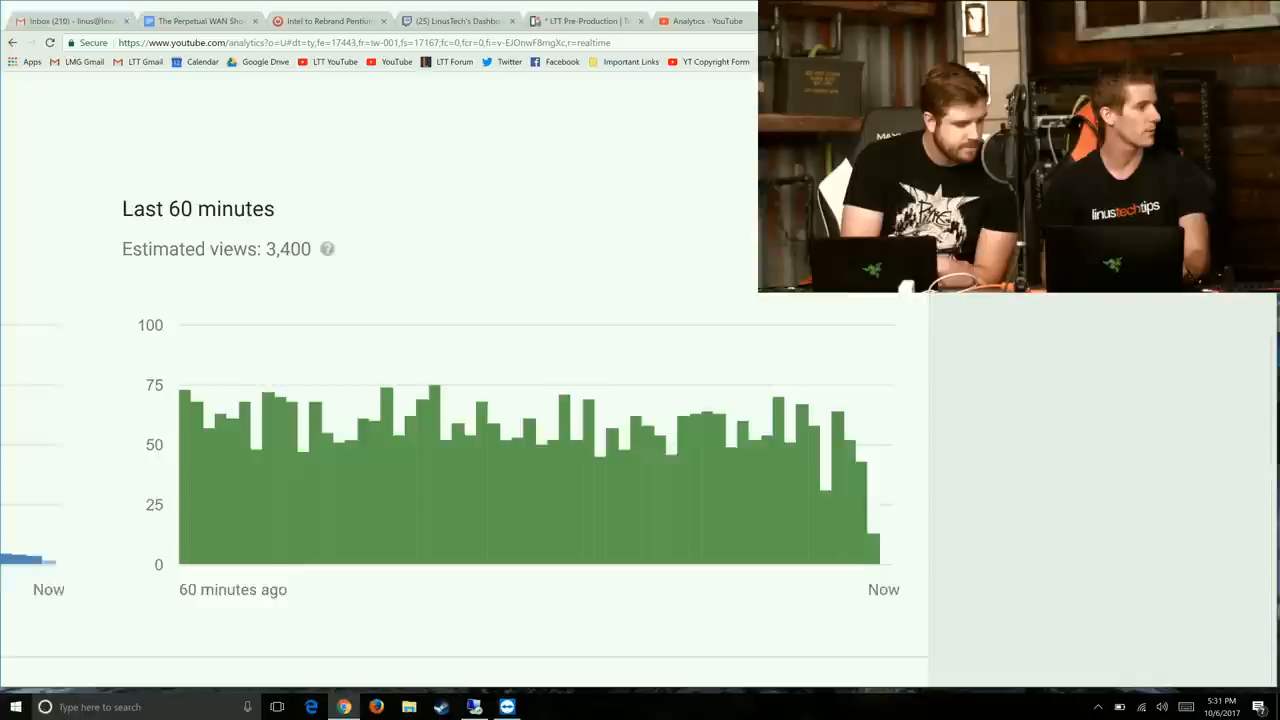 Inbox (210) - linus@linu
The Perpetual WAN Sho
Intel to Rebrand Pentium
(25) LinusTech's Dashbo
* LTT Pre-Production | T
Analytics - YouTube
Secure
https://www.youtube.com/analytics?o=U#dt=ty,fe=17443,fr=lw-001,fs=17167;fc=0,fcr=0,fi=v-EJOnwF8mgXc,r=realtime
Apps
LMG Gmail
LTT Gmail
Calendar
Google Drive
LTT YouTube
YouTube
LTT Forum
Twitter
Facebook
Important Links
YT Copyright Form
linustechtips
Last 60 minutes
Estimated views: 3,400 ?
100
75
50
25
0
Now
60 minutes ago
Now
Type here to search
5:31 PM
10/6/2017